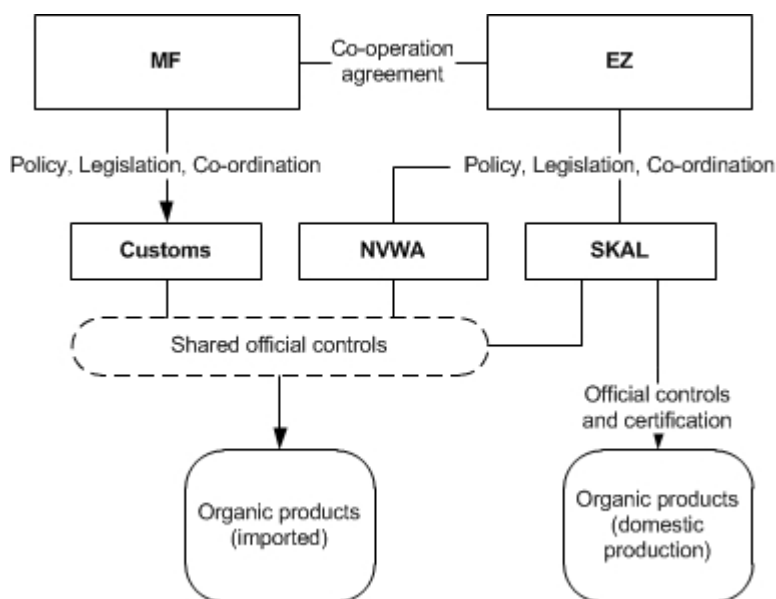 MF
Co-operation
agreement
EZ
Policy, Legislation, Co-ordination
Policy, Legislation, Co-ordination
Customs
NVWA
SKAL
Shared official controls
Official controls
and certification
Organic products
(imported)
Organic products
(domestic
production)